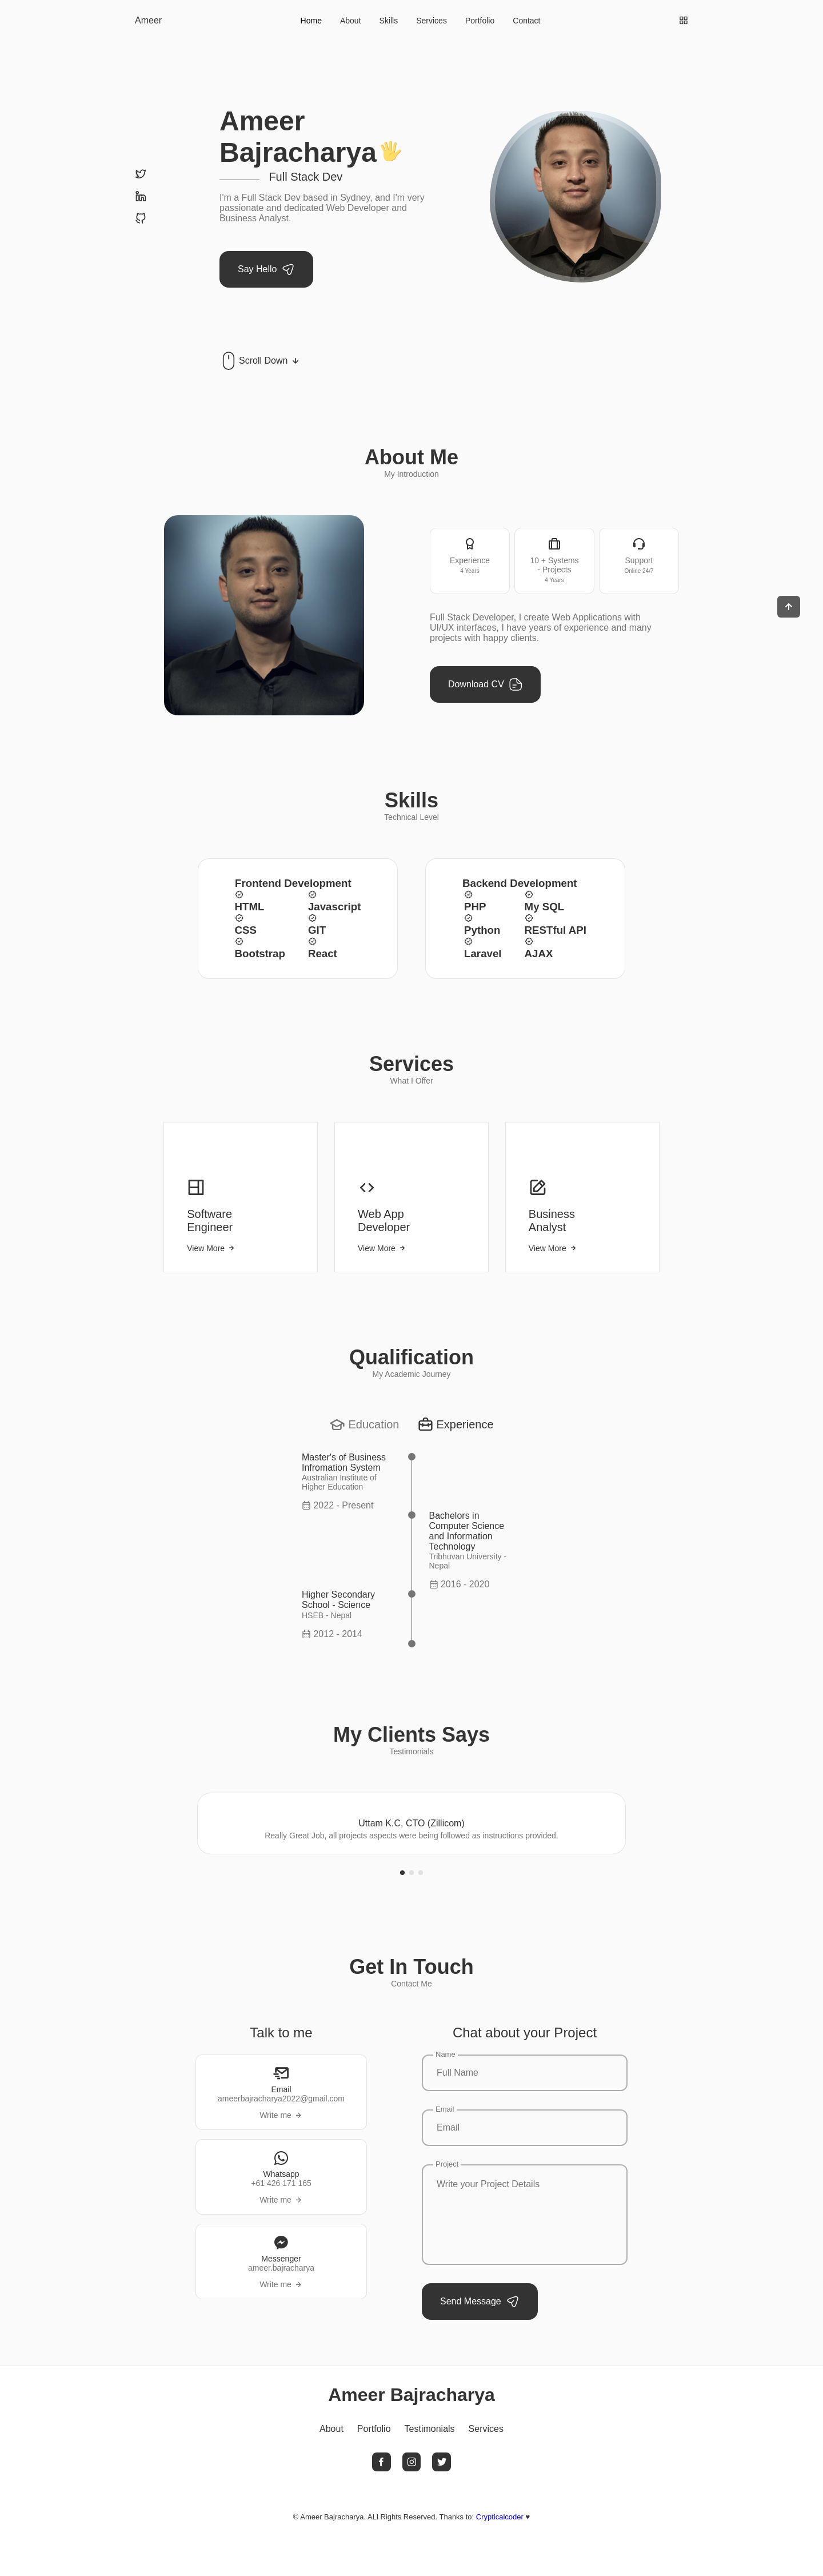 Ameer
Home About Skills Services Portfolio Contact
Ameer
Bajracharya
Full Stack Dev
I'm a Full Stack Dev based in Sydney, and I'm very
passionate and dedicated Web Developer and
Business Analyst.
Say Hello
Scroll Down
About Me
My Introduction
Experience
4 Years
10 + Systems
- Projects
4 Years
Support
Online 24/7
Full Stack Developer, I create Web Applications with
UI/UX interfaces, I have years of experience and many
projects with happy clients.
Download CV
Skills
Technical Level
Frontend Development
HTML Javascript
CSS GIT
Bootstrap React
Backend Development
PHP My SQL
Python RESTful API
Laravel AJAX
Services
What I Offer
Software
Engineer
View More
Web App
Developer
View More
Business
Analyst
View More
Qualification
My Academic Journey
Education Experience
Master's of Business
Infromation System
Australian Institute of
Higher Education
2022 - Present
Bachelors in
Computer Science
and Information
Technology
Tribhuvan University -
Nepal
2016 - 2020
Higher Secondary
School - Science
HSEB - Nepal
2012 - 2014
My Clients Says
Testimonials
Uttam K.C, CTO (Zillicom)
Really Great Job, all projects aspects were being followed as instructions provided.
Get In Touch
Contact Me
Talk to me
Email
ameerbajracharya2022@gmail.com
Write me
Whatsapp
+61 426 171 165
Write me
Messenger
ameer.bajracharya
Write me
Chat about your Project
Name
Full Name
Email
Email
Project
Write your Project Details
Send Message
Ameer Bajracharya
About Portfolio Testimonials Services
© Ameer Bajracharya. ALl Rights Reserved. Thanks to: Crypticalcoder ♥